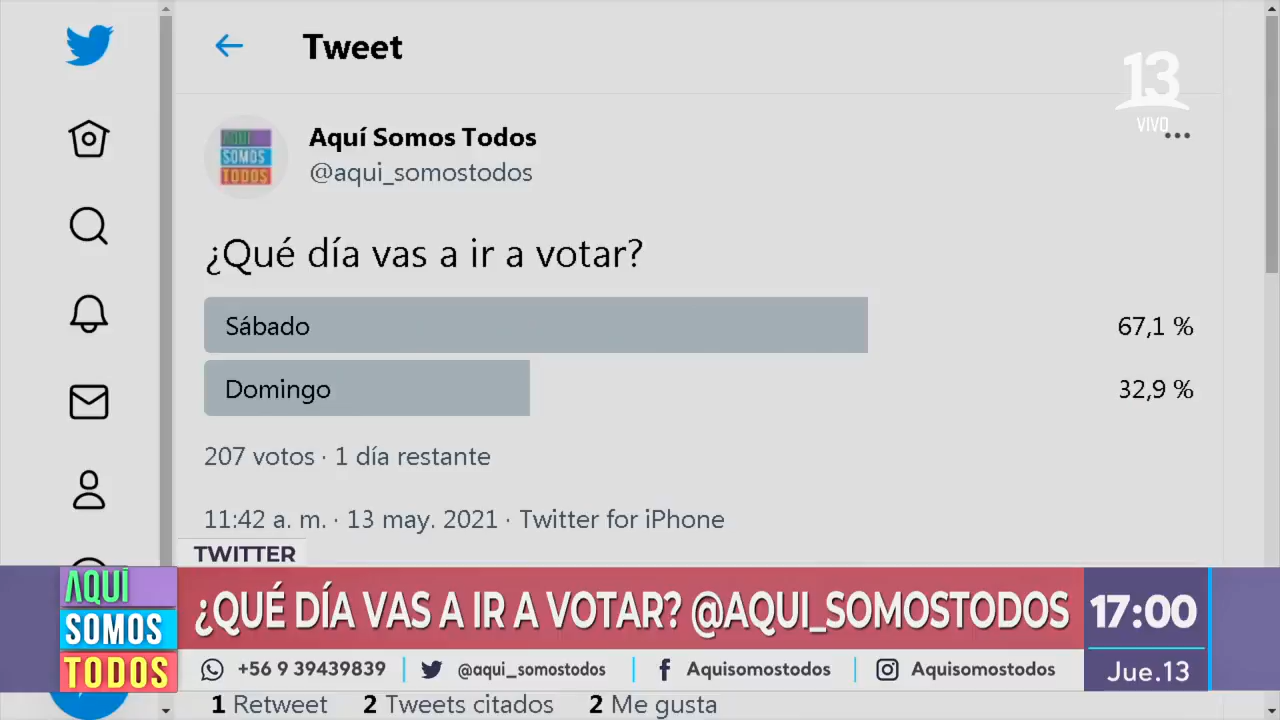 Tweet
13
VIVO
AQUÍ
SOMOS
TODOS
Aquí Somos Todos
@aqui_somostodos
¿Qué día vas a ir a votar?
Sábado 67,1 %
Domingo 32,9 %
207 votos · 1 día restante
11:42 a. m. · 13 may. 2021 · Twitter for iPhone
TWITTER
AQUÍ
SOMOS
TODOS
¿QUÉ DÍA VAS A IR A VOTAR? @AQUI_SOMOSTODOS
17:00
+56 9 39439839 @aqui_somostodos Aquisomostodos Aquisomostodos
Jue.13
1 Retweet 2 Tweets citados 2 Me gusta